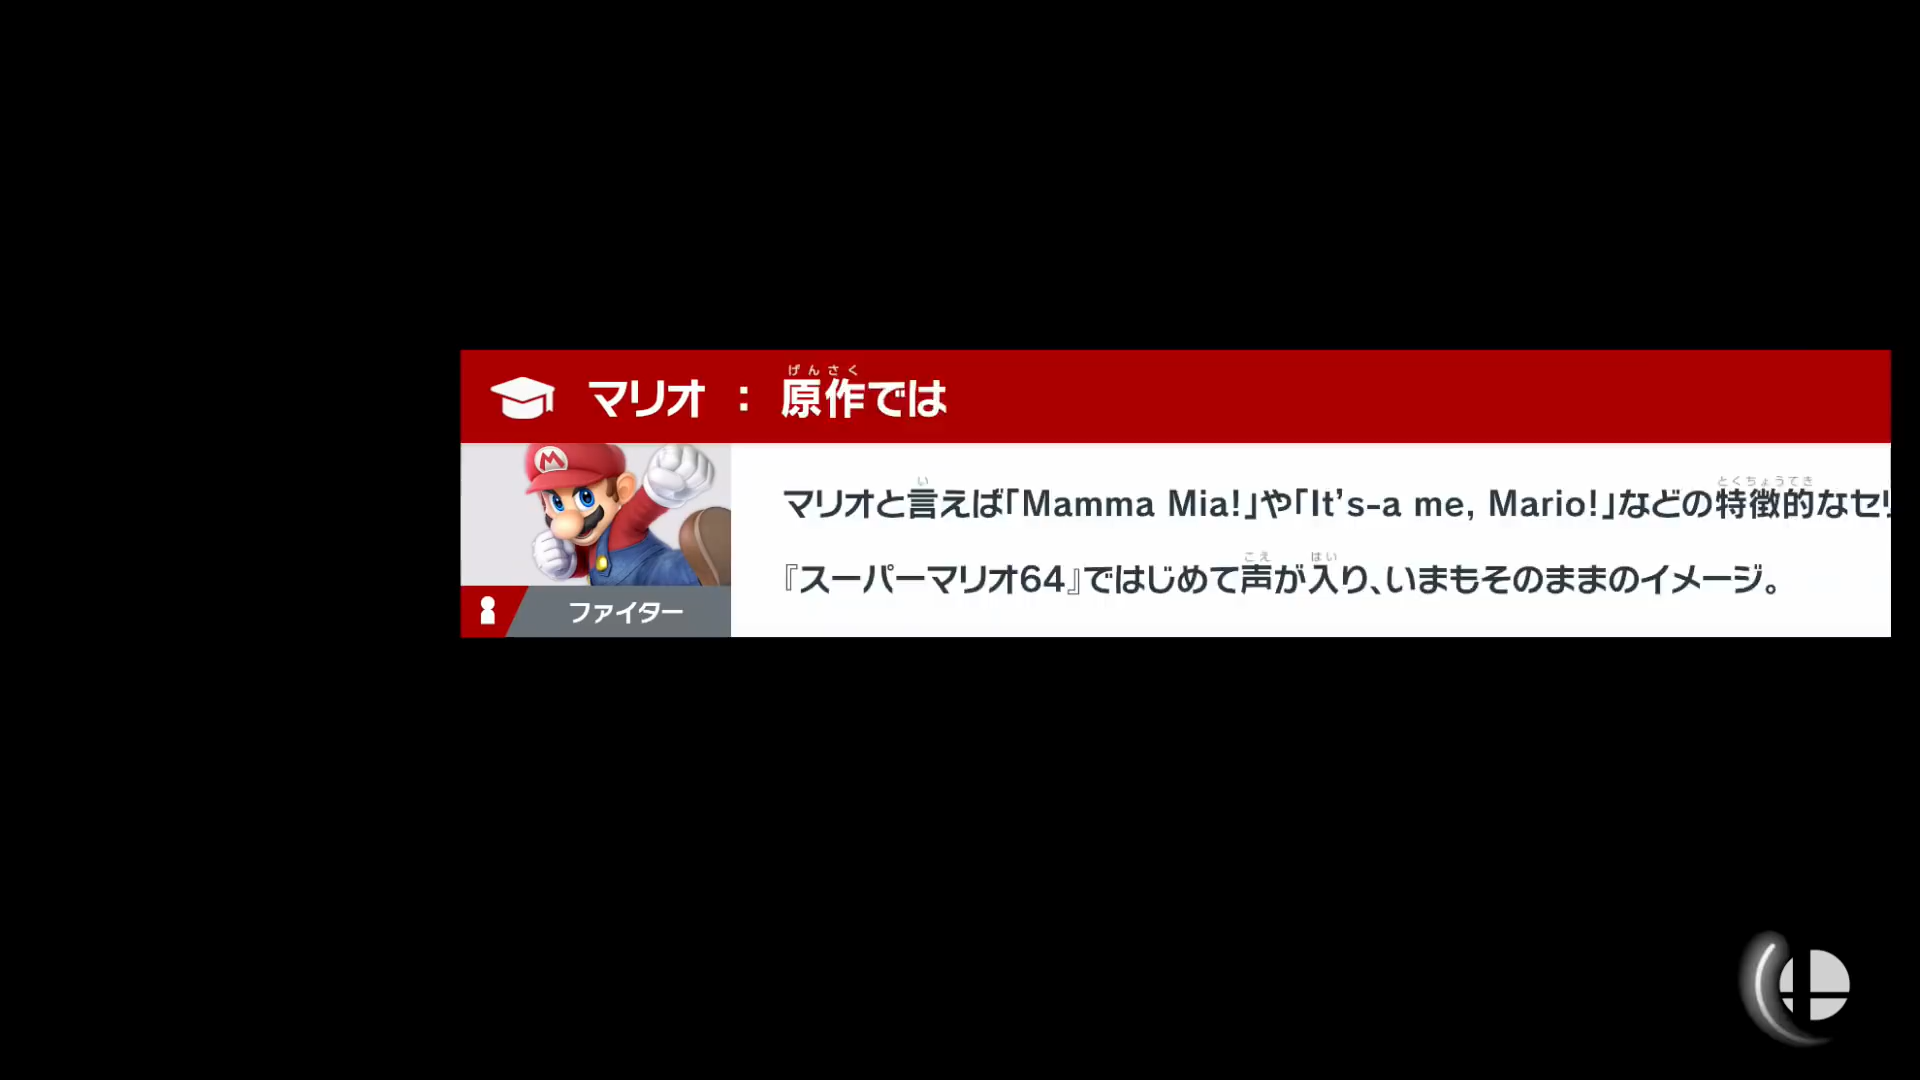 マリオ : 原作では
マリオと言えば「Mamma Mia!」や「It's-a me, Mario!」などの特徴的なセリ
『スーパーマリオ64』ではじめて声が入り、いまもそのままのイメージ。
ファイター